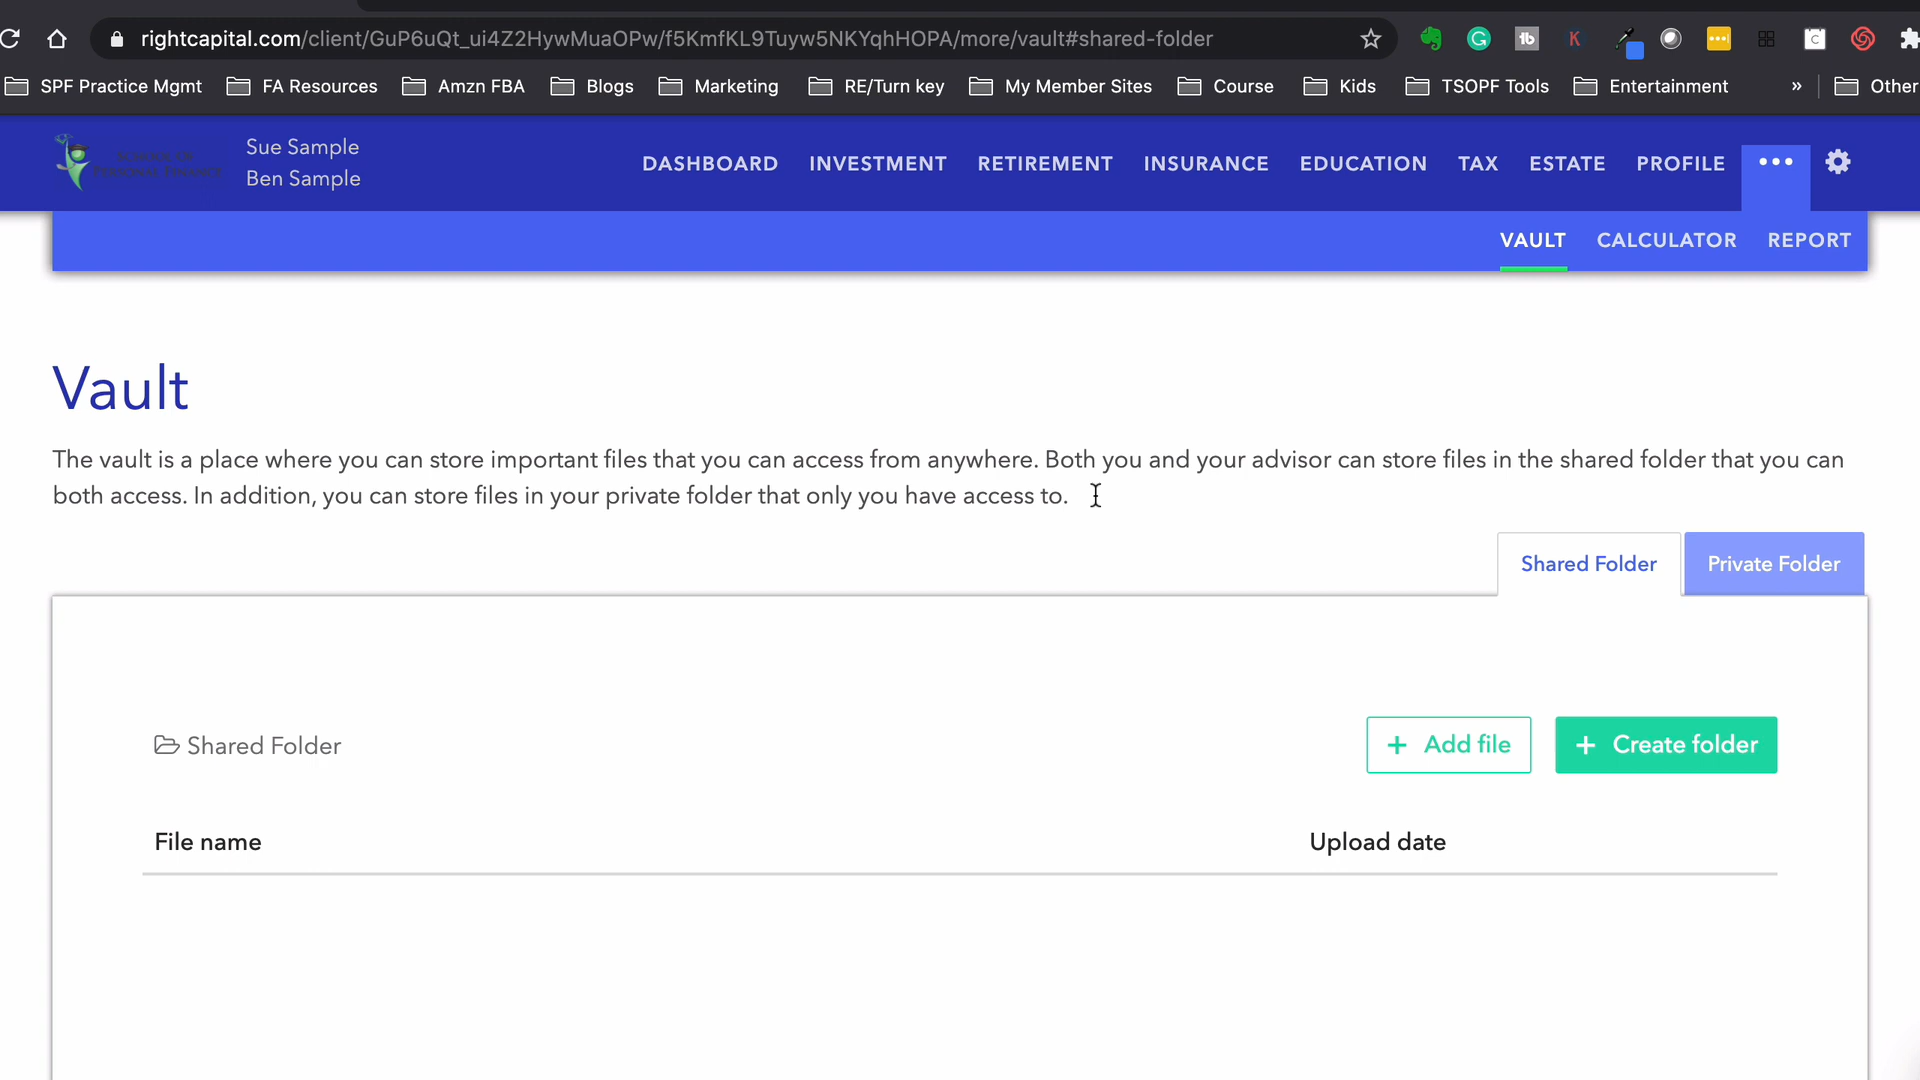 rightcapital.com/client/GuP6uQt_ui4Z2HywMuaOPw/f5KmfKL9Tuyw5NKYqhHOPA/more/vault#shared-folder
SPF Practice Mgmt FA Resources Amzn FBA Blogs Marketing RE/Turn key My Member Sites Course Kids TSOPF Tools Entertainment » Other
Sue Sample
Ben Sample
DASHBOARD INVESTMENT RETIREMENT INSURANCE EDUCATION TAX ESTATE PROFILE
VAULT CALCULATOR REPORT
Vault
The vault is a place where you can store important files that you can access from anywhere. Both you and your advisor can store files in the shared folder that you can
both access. In addition, you can store files in your private folder that only you have access to.
Shared Folder Private Folder
Shared Folder + Add file + Create folder
File name Upload date